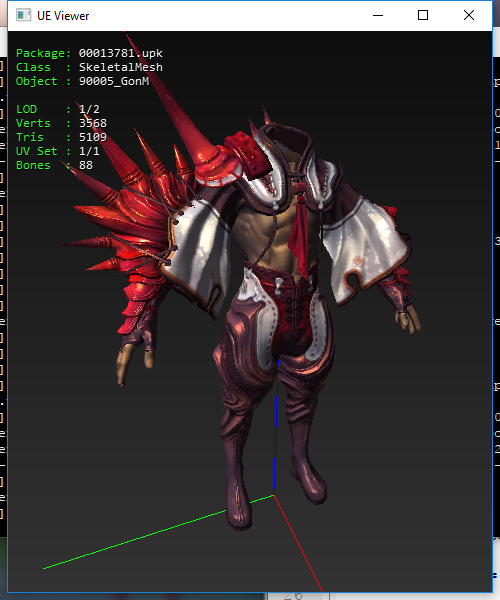 UE Viewer
Package: 00013781.upk
Class : SkeletalMesh
Object : 90005_GonM
LOD : 1/2
Verts : 3568
Tris : 5109
UV Set : 1/1
Bones : 88